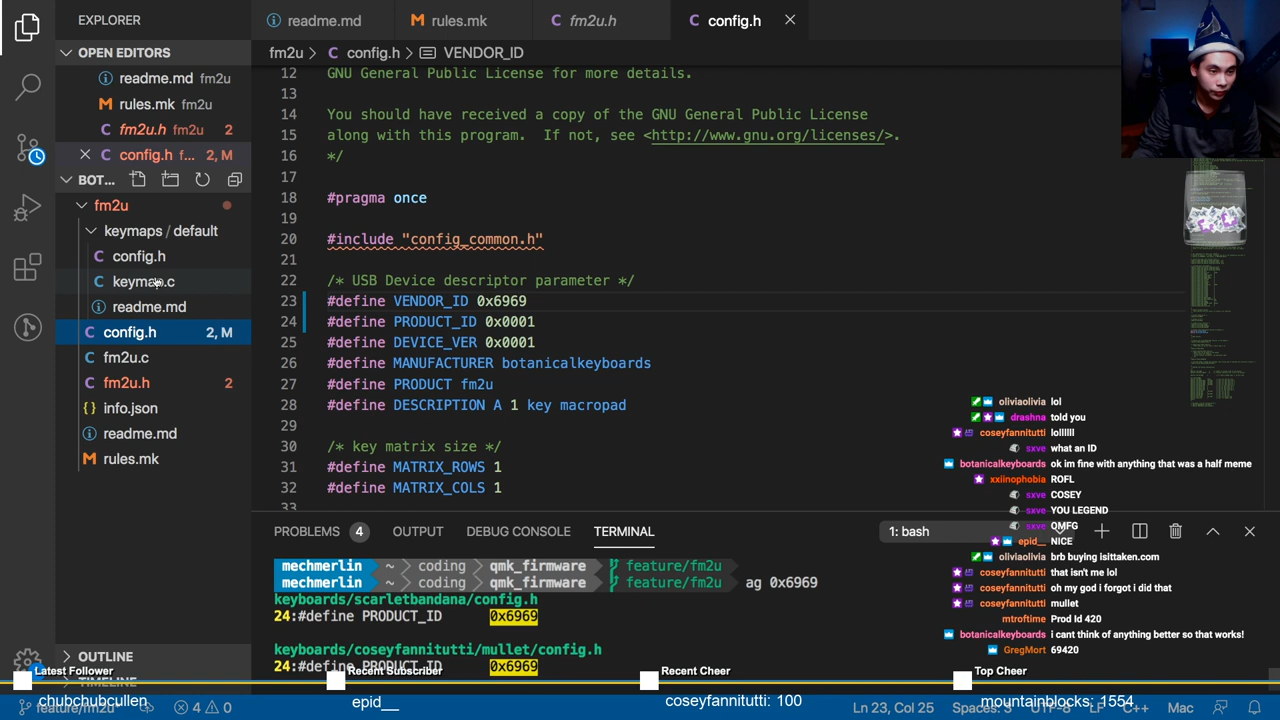 EXPLORER
OPEN EDITORS
readme.md fm2u
rules.mk fm2u
fm2u.h fm2u 2
config.h f... 2, M
BOT...
fm2u
keymaps / default
config.h
keymap.c
readme.md
config.h 2, M
fm2u.c
fm2u.h 2
info.json
readme.md
rules.mk
OUTLINE
TIMELINE
readme.md
rules.mk
fm2u.h
config.h
fm2u > config.h > VENDOR_ID
12 GNU General Public License for more details.
13
14 You should have received a copy of the GNU General Public License
15 along with this program. If not, see <http://www.gnu.org/licenses/>.
16 */
17
18 #pragma once
19
20 #include "config_common.h"
21
22 /* USB Device descriptor parameter */
23 #define VENDOR_ID 0x6969
24 #define PRODUCT_ID 0x0001
25 #define DEVICE_VER 0x0001
26 #define MANUFACTURER botanicalkeyboards
27 #define PRODUCT fm2u
28 #define DESCRIPTION A 1 key macropad
29
30 /* key matrix size */
31 #define MATRIX_ROWS 1
32 #define MATRIX_COLS 1
33
PROBLEMS 4 OUTPUT DEBUG CONSOLE TERMINAL 1: bash
mechmerlin ~ coding qmk_firmware feature/fm2u
mechmerlin ~ coding qmk_firmware feature/fm2u ag 0x6969
keyboards/scarletbandana/config.h
24:#define PRODUCT_ID 0x6969
keyboards/coseyfannitutti/mullet/config.h
24:#define PRODUCT_ID 0x6969
oliviaolivia lol
drashna told you
coseyfannitutti lollllll
sxve what an ID
botanicalkeyboards ok im fine with anything that was a half meme
xxiinophobia ROFL
sxve COSEY
sxve YOU LEGEND
sxve OMFG
epid__ NICE
oliviaolivia brb buying isittaken.com
coseyfannitutti that isn't me lol
coseyfannitutti oh my god i forgot i did that
coseyfannitutti mullet
mtroftime Prod Id 420
botanicalkeyboards i cant think of anything better so that works!
GregMort 69420
Latest Follower
chubchubcullen
Recent Subscriber
epid__
Recent Cheer
coseyfannitutti: 100
Top Cheer
mountainblocks: 1554
feature/fm2u* 4 0 Ln 23, Col 25 Spaces: 3 UTF-8 LF C++ Mac